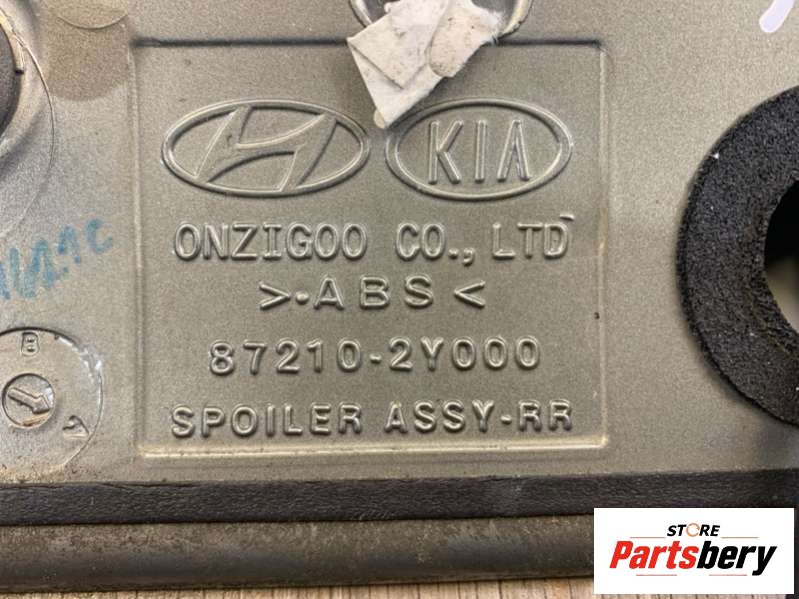 KIA
ONZIGOO CO., LTD
>·ABS<
87210-2Y000
SPOILER ASSY-RR
B
STORE
Partsbery